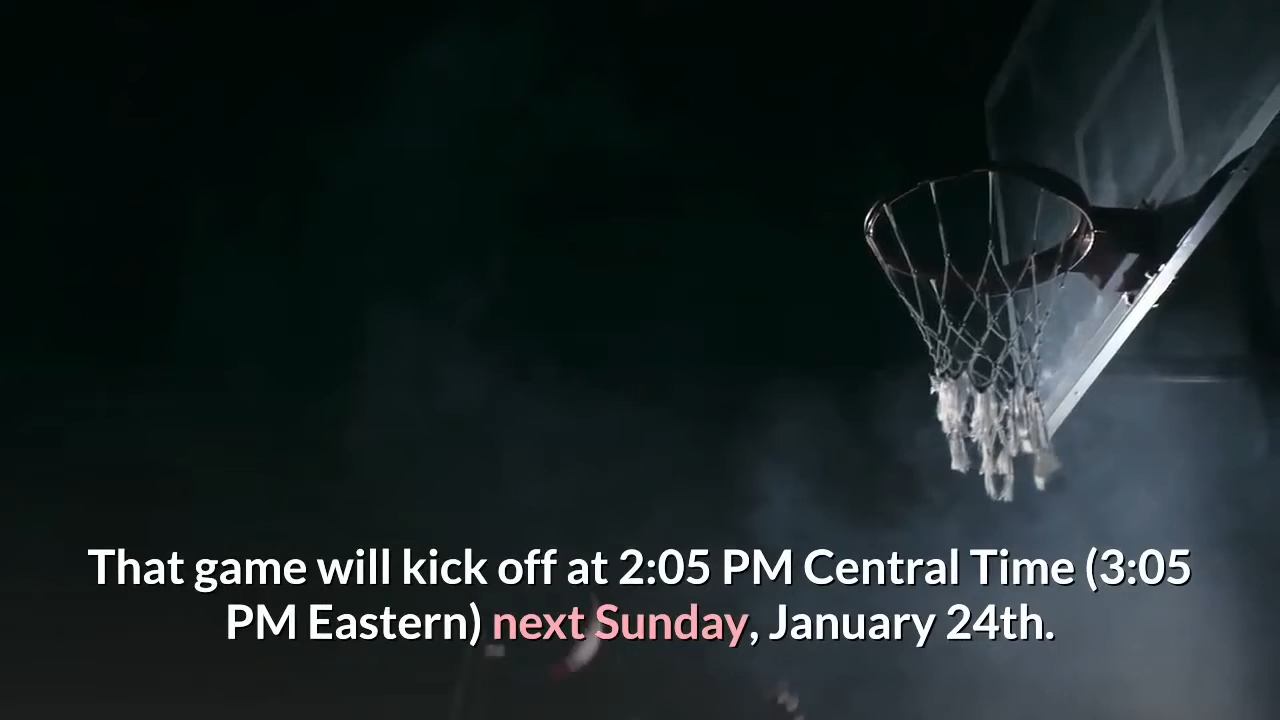 That game will kick off at 2:05 PM Central Time (3:05
PM Eastern) next Sunday, January 24th.